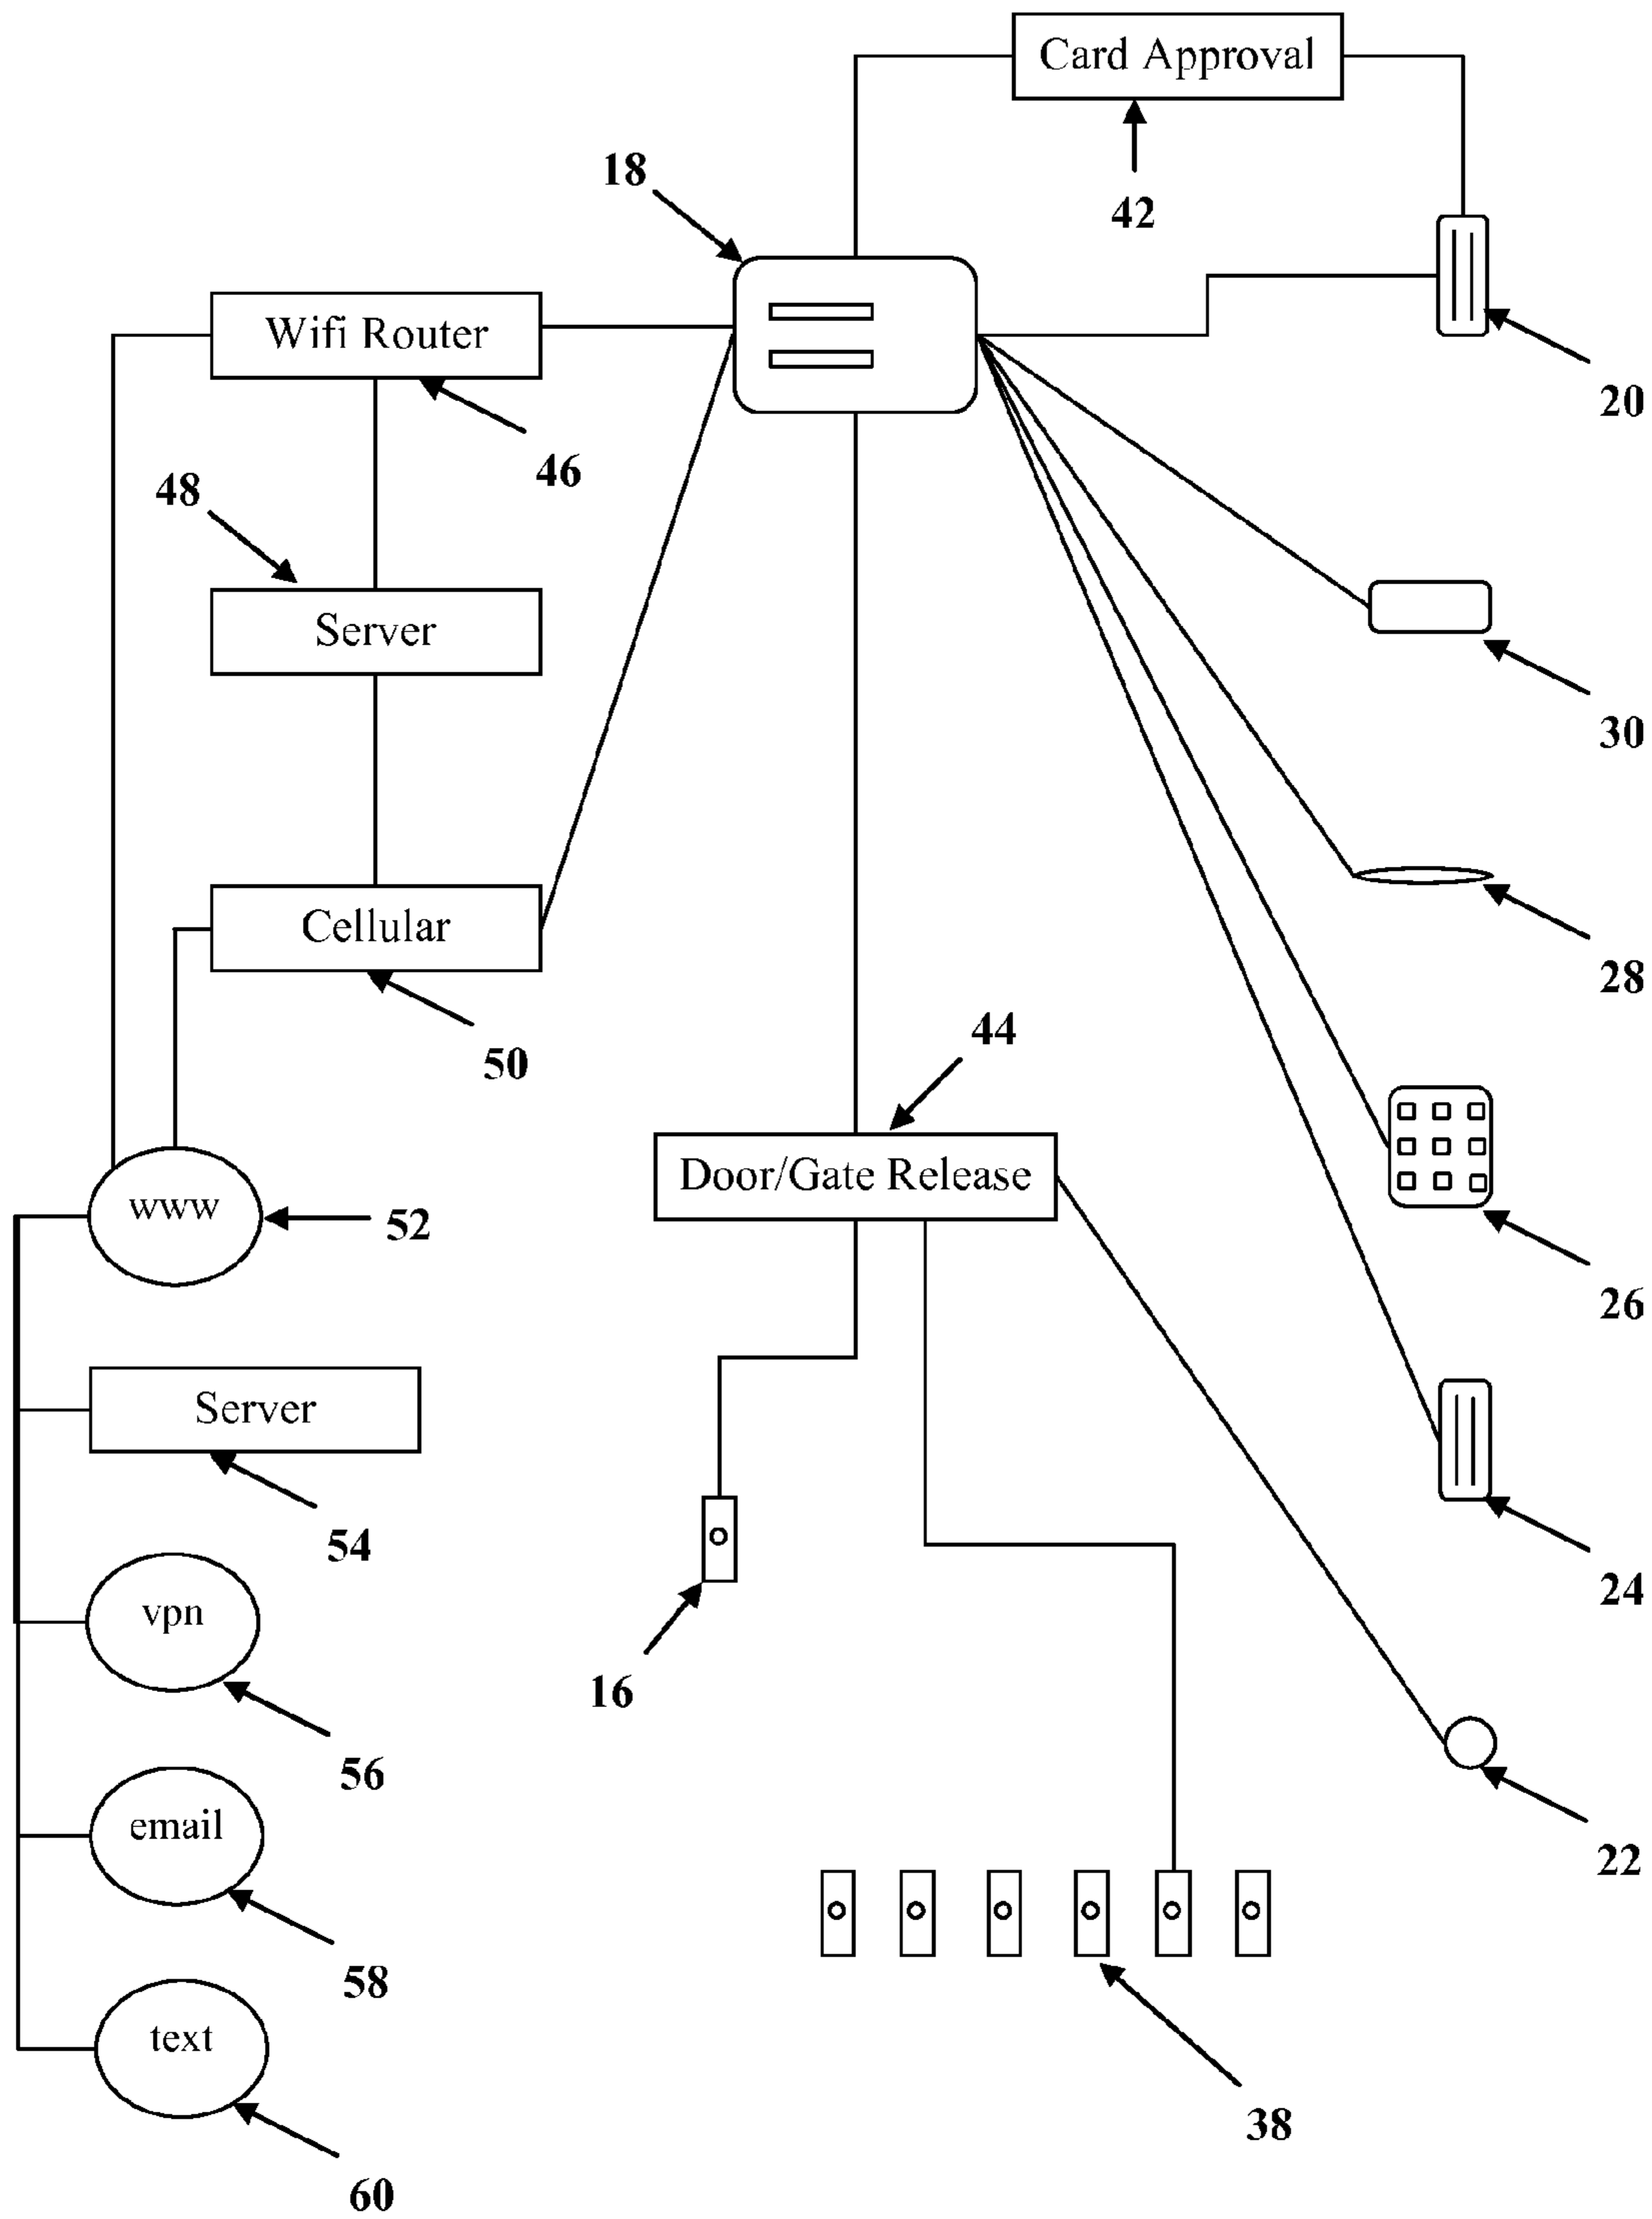 Card Approval
18
42
Wifi Router
20
46
48
Server
30
Cellular
28
50
44
Door/Gate Release
www
52
26
Server
54
24
vpn
16
56
email
22
58
text
38
60